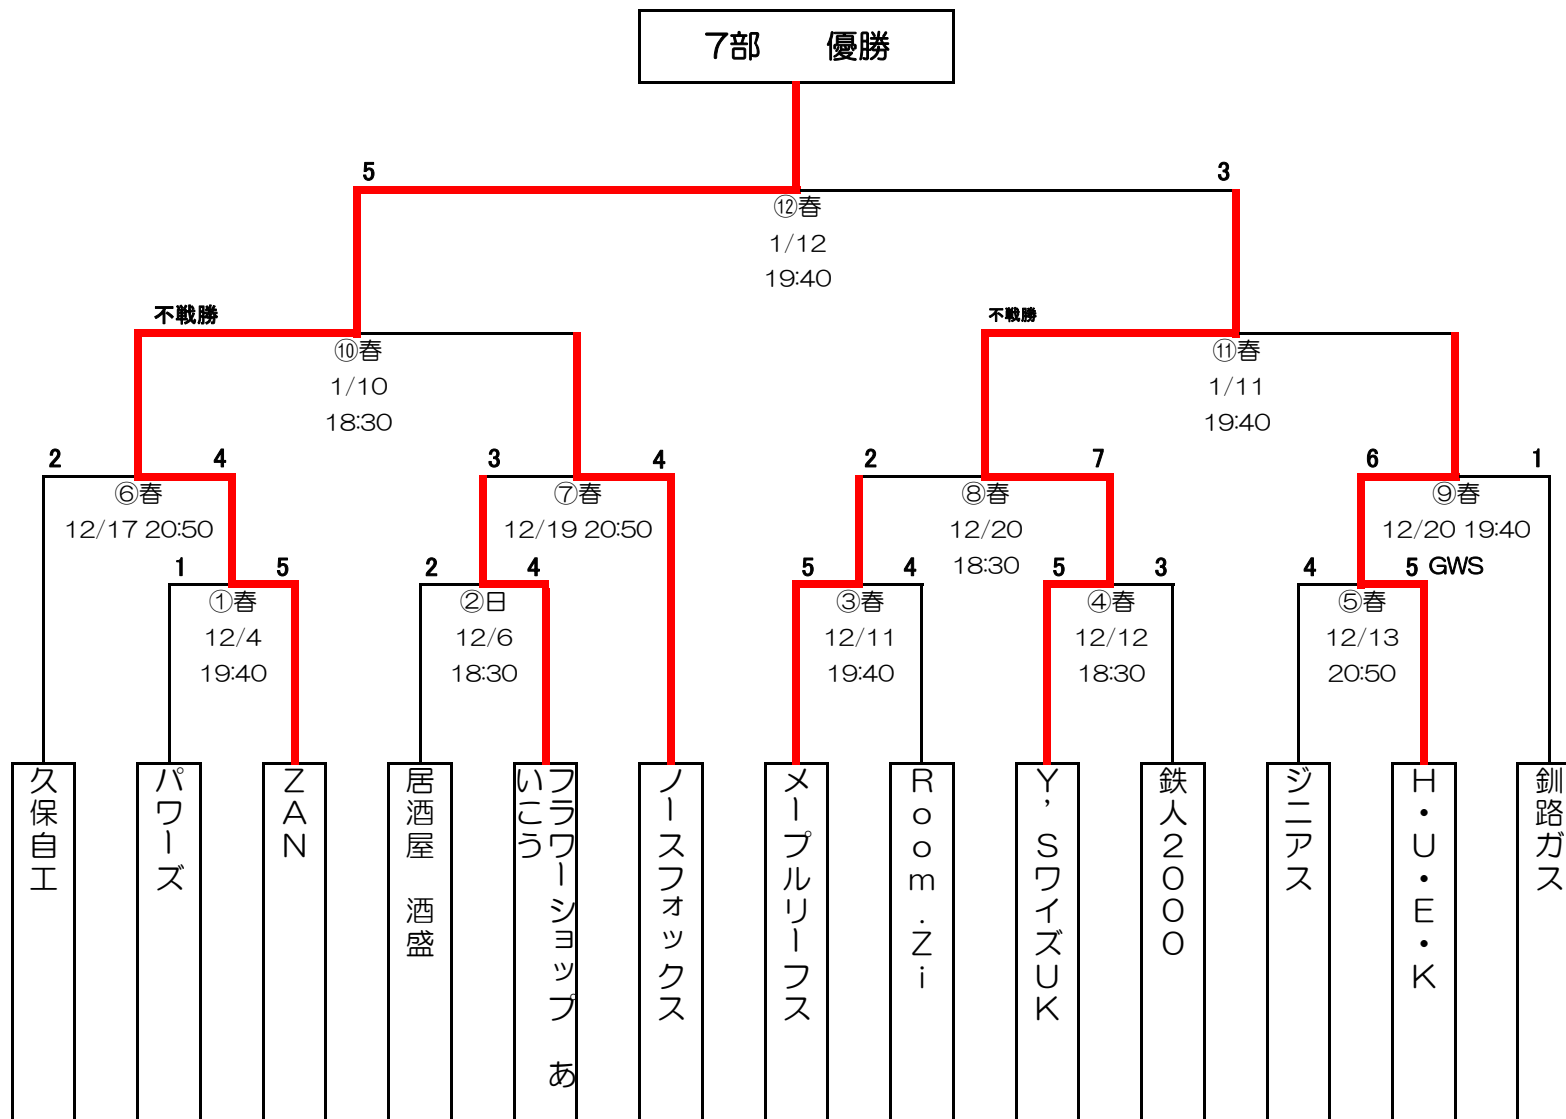 7部　　優勝
5
3
⑫春
1/12
19:40
不戦勝
不戦勝
⑩春
1/10
18:30
⑪春
1/11
19:40
2
4
3
4
2
7
6
1
⑥春
12/17 20:50
⑦春
12/19 20:50
⑧春
12/20
18:30
⑨春
12/20 19:40
1
5
2
4
5
4
5
3
4
5 GWS
①春
12/4
19:40
②日
12/6
18:30
③春
12/11
19:40
④春
12/12
18:30
⑤春
12/13
20:50
久保自工
パワーズ
ZAN
居酒屋　酒盛
フラワーショップ　あ
いこう
ノースフォックス
メープルリーフス
Room.Zi
Y’SワイズUK
鉄人2000
ジニアス
H・U・E・K
釧路ガス